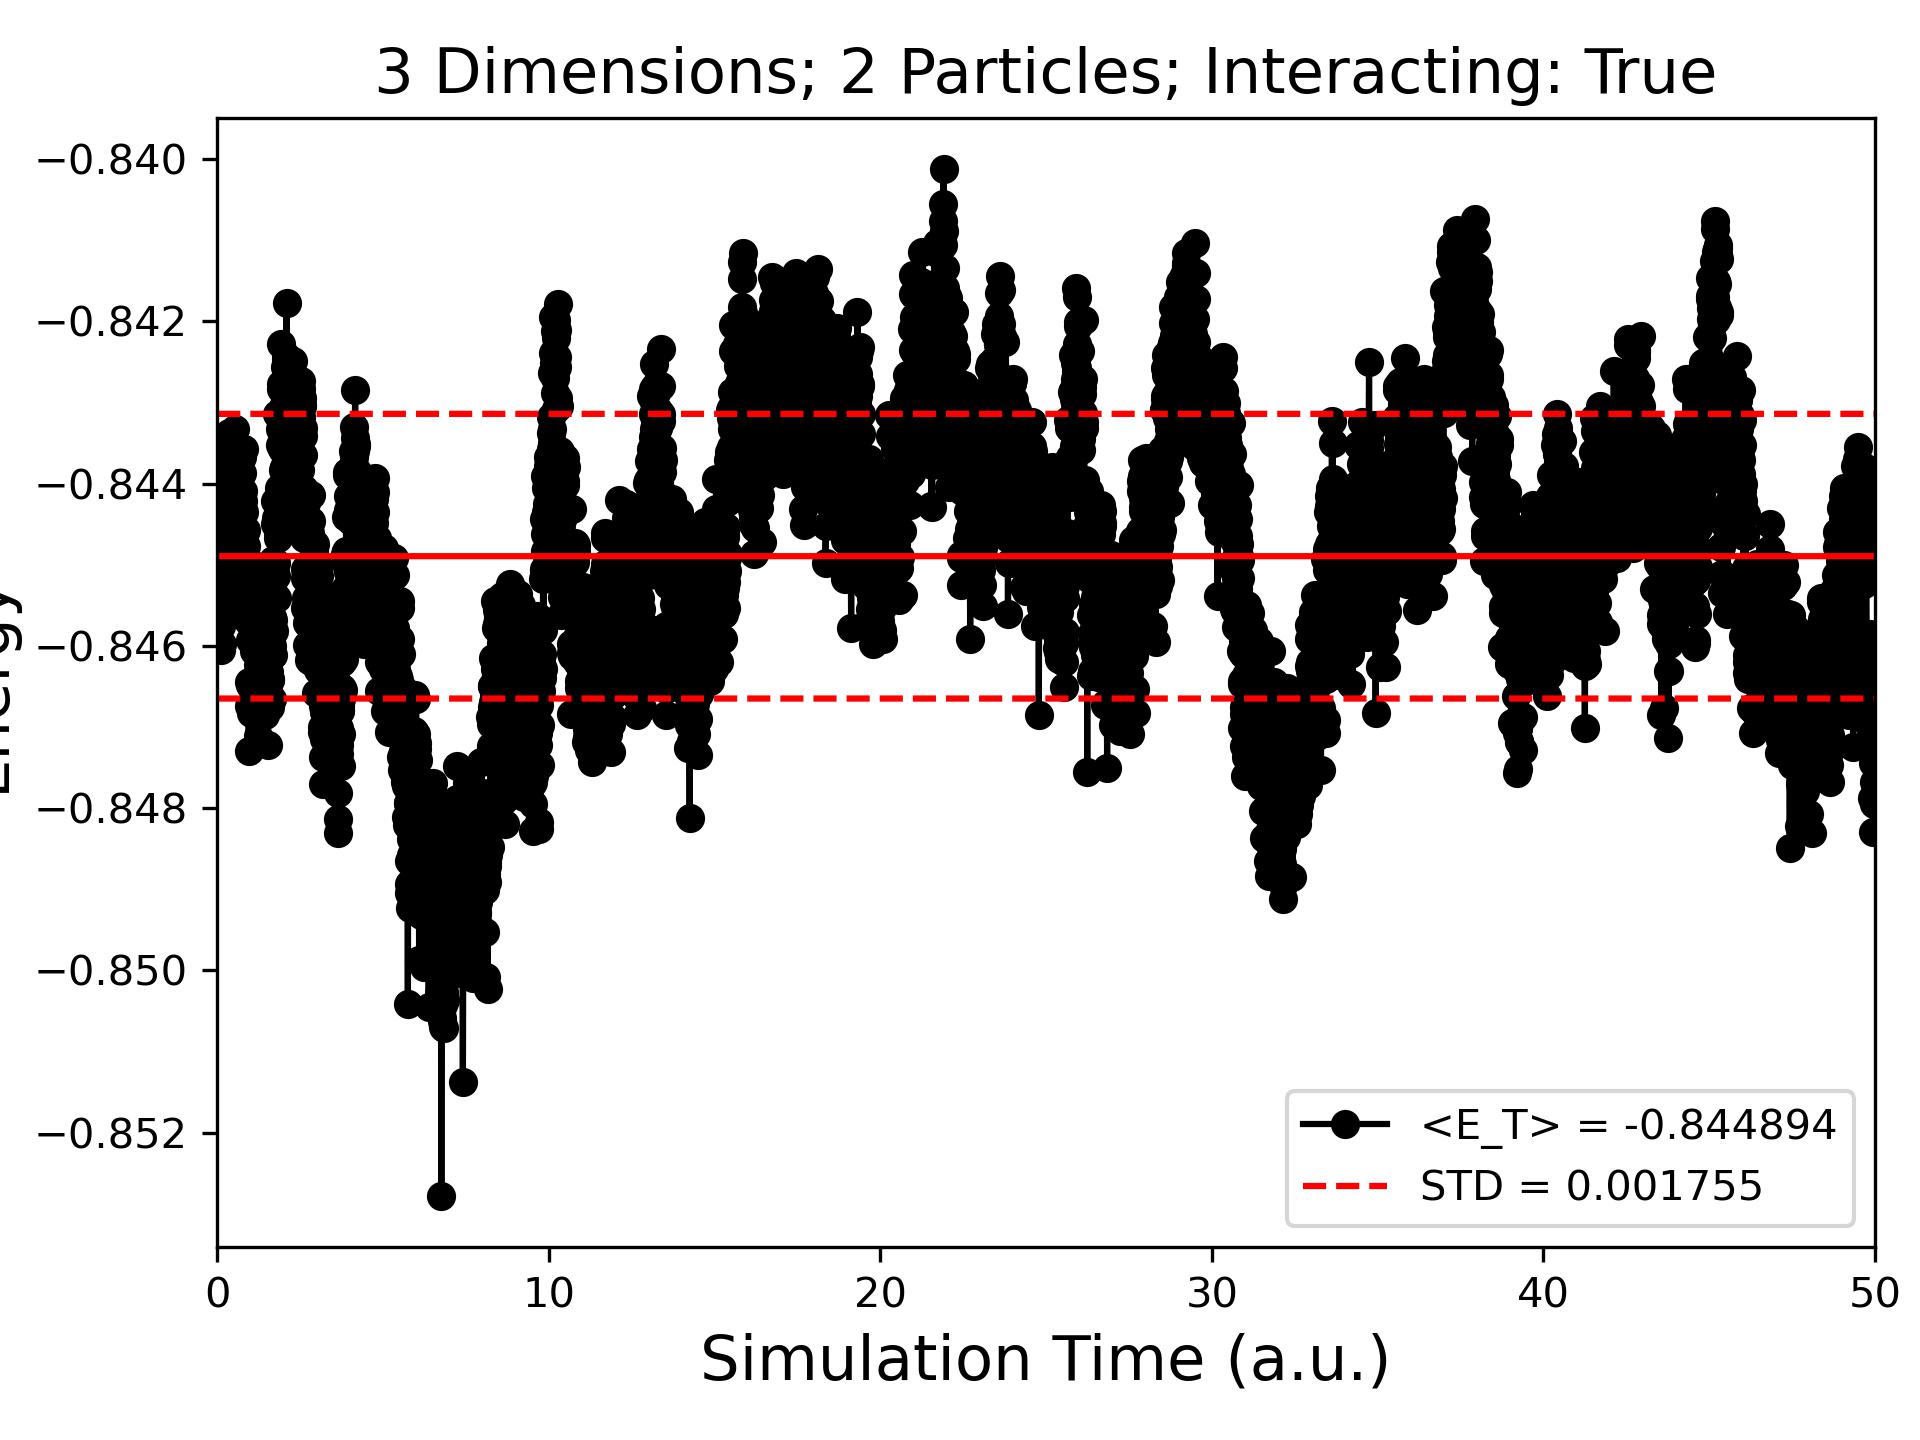 3 Dimensions; 2 Particles; Interacting: True
Energy
−0.840
−0.842
−0.844
−0.846
−0.848
−0.850
−0.852
<E_T> = -0.844894
STD = 0.001755
0 10 20 30 40 50
Simulation Time (a.u.)